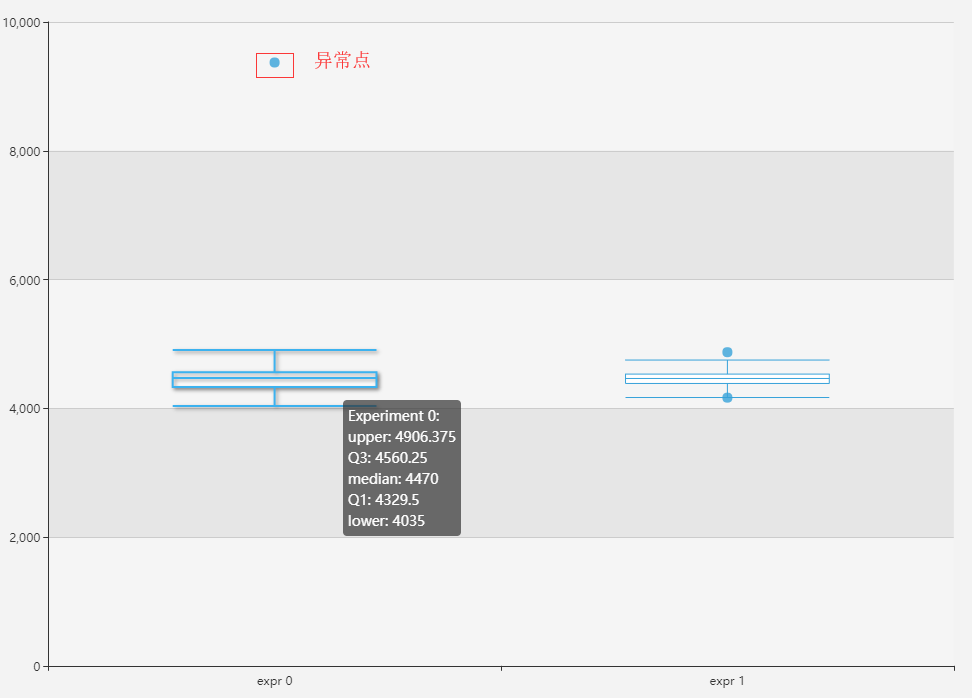 10,000
异常点
8,000
6,000
4,000
Experiment 0:
upper: 4906.375
Q3: 4560.25
median: 4470
Q1: 4329.5
lower: 4035
2,000
0
expr 0
expr 1